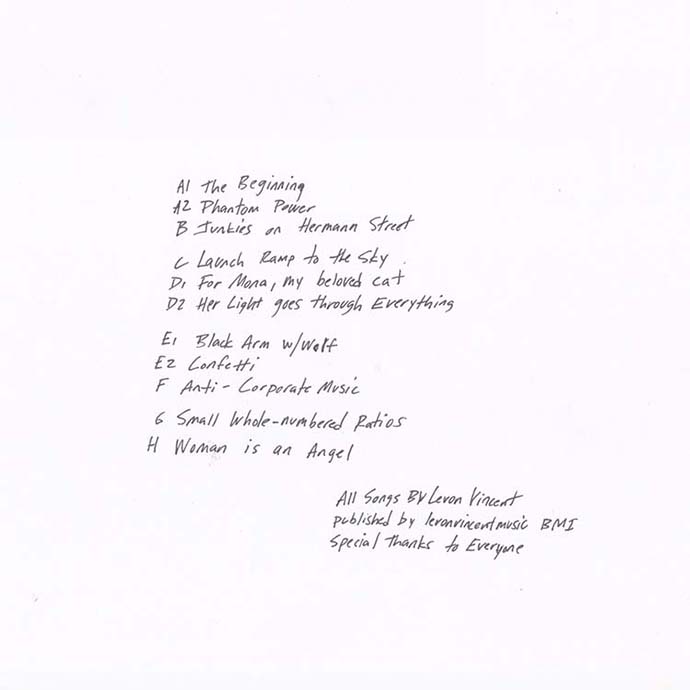 A1 The Beginning
A2 Phantom Power
B Junkies on Hermann Street
C Launch Ramp to the Sky
D1 For Mona, my beloved cat
D2 Her Light goes through Everything
E1 Black Arm w/Wolf
E2 Confetti
F Anti-Corporate Music
G Small Whole-numbered Ratios
H Woman is an Angel
All Songs By Levon Vincent
published by levonvincentmusic BMI
Special Thanks to Everyone